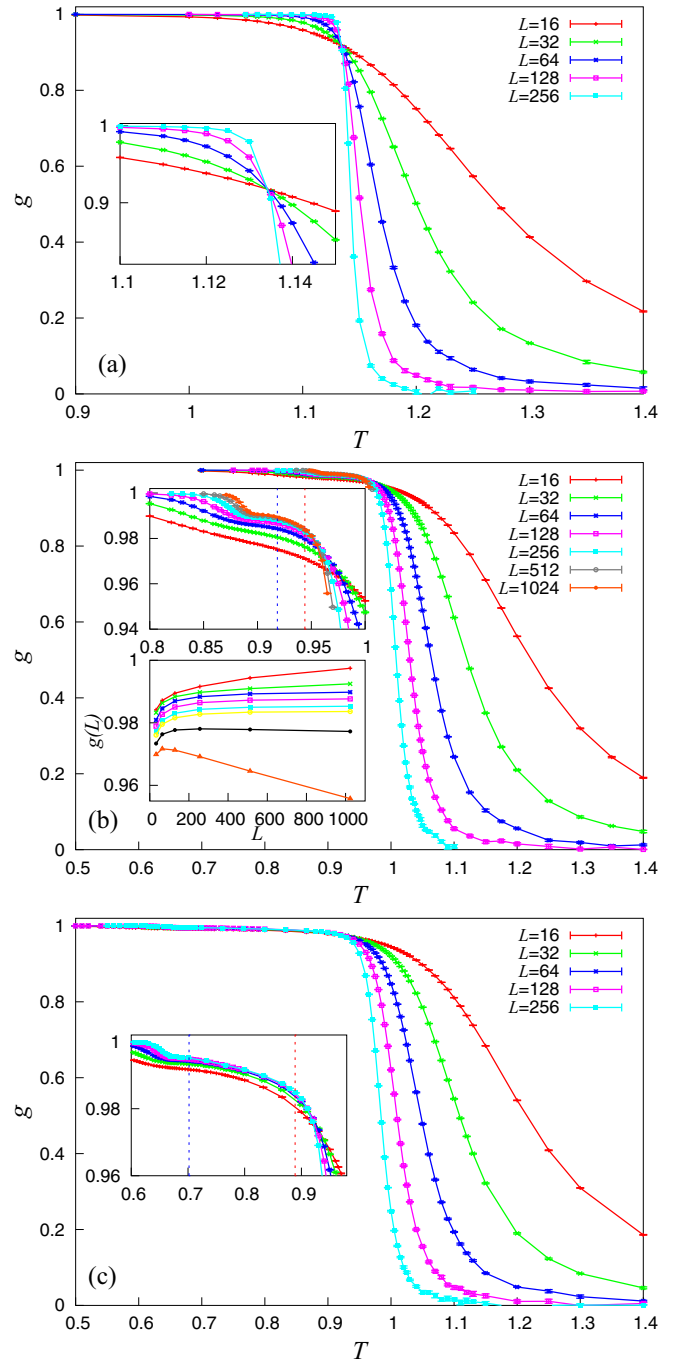 1
0.8
0.6
0.4
0.2
0
g
L=16
L=32
L=64
L=128
L=256
1
0.9
1.1
1.12
1.14
(a)
0.9
1
1.1
1.2
1.3
1.4
T
1
0.8
0.6
0.4
0.2
0
g
L=16
L=32
L=64
L=128
L=256
L=512
L=1024
1
0.98
0.96
0.94
0.8
0.85
0.9
0.95
1
1
0.98
0.96
g(L)
0
200
400
600
800
1000
L
(b)
0.5
0.6
0.7
0.8
0.9
1
1.1
1.2
1.3
1.4
T
1
0.8
0.6
0.4
0.2
0
g
L=16
L=32
L=64
L=128
L=256
1
0.98
0.96
0.6
0.7
0.8
0.9
(c)
0.5
0.6
0.7
0.8
0.9
1
1.1
1.2
1.3
1.4
T